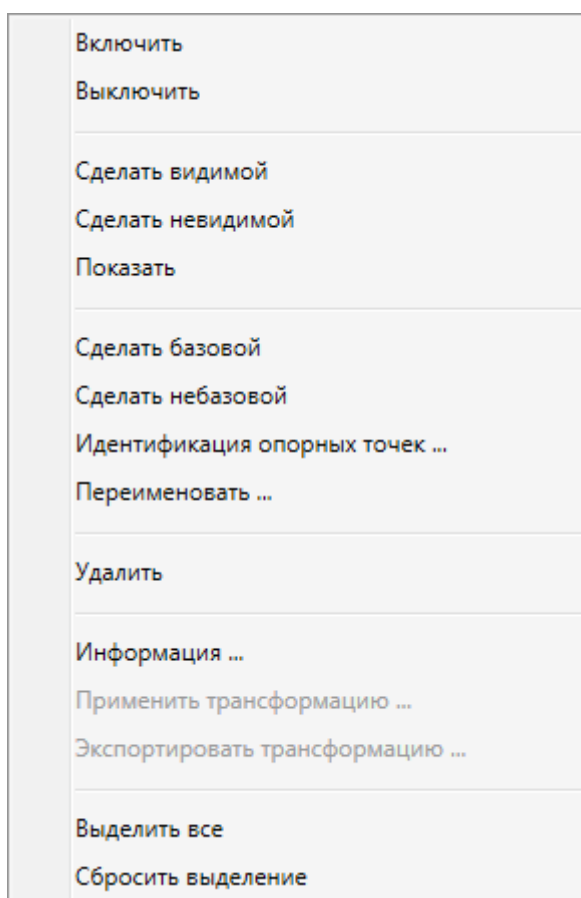 Включить
Выключить
Сделать видимой
Сделать невидимой
Показать
Сделать базовой
Сделать небазовой
Идентификация опорных точек ...
Переименовать ...
Удалить
Информация ...
Применить трансформацию ...
Экспортировать трансформацию ...
Выделить все
Сбросить выделение